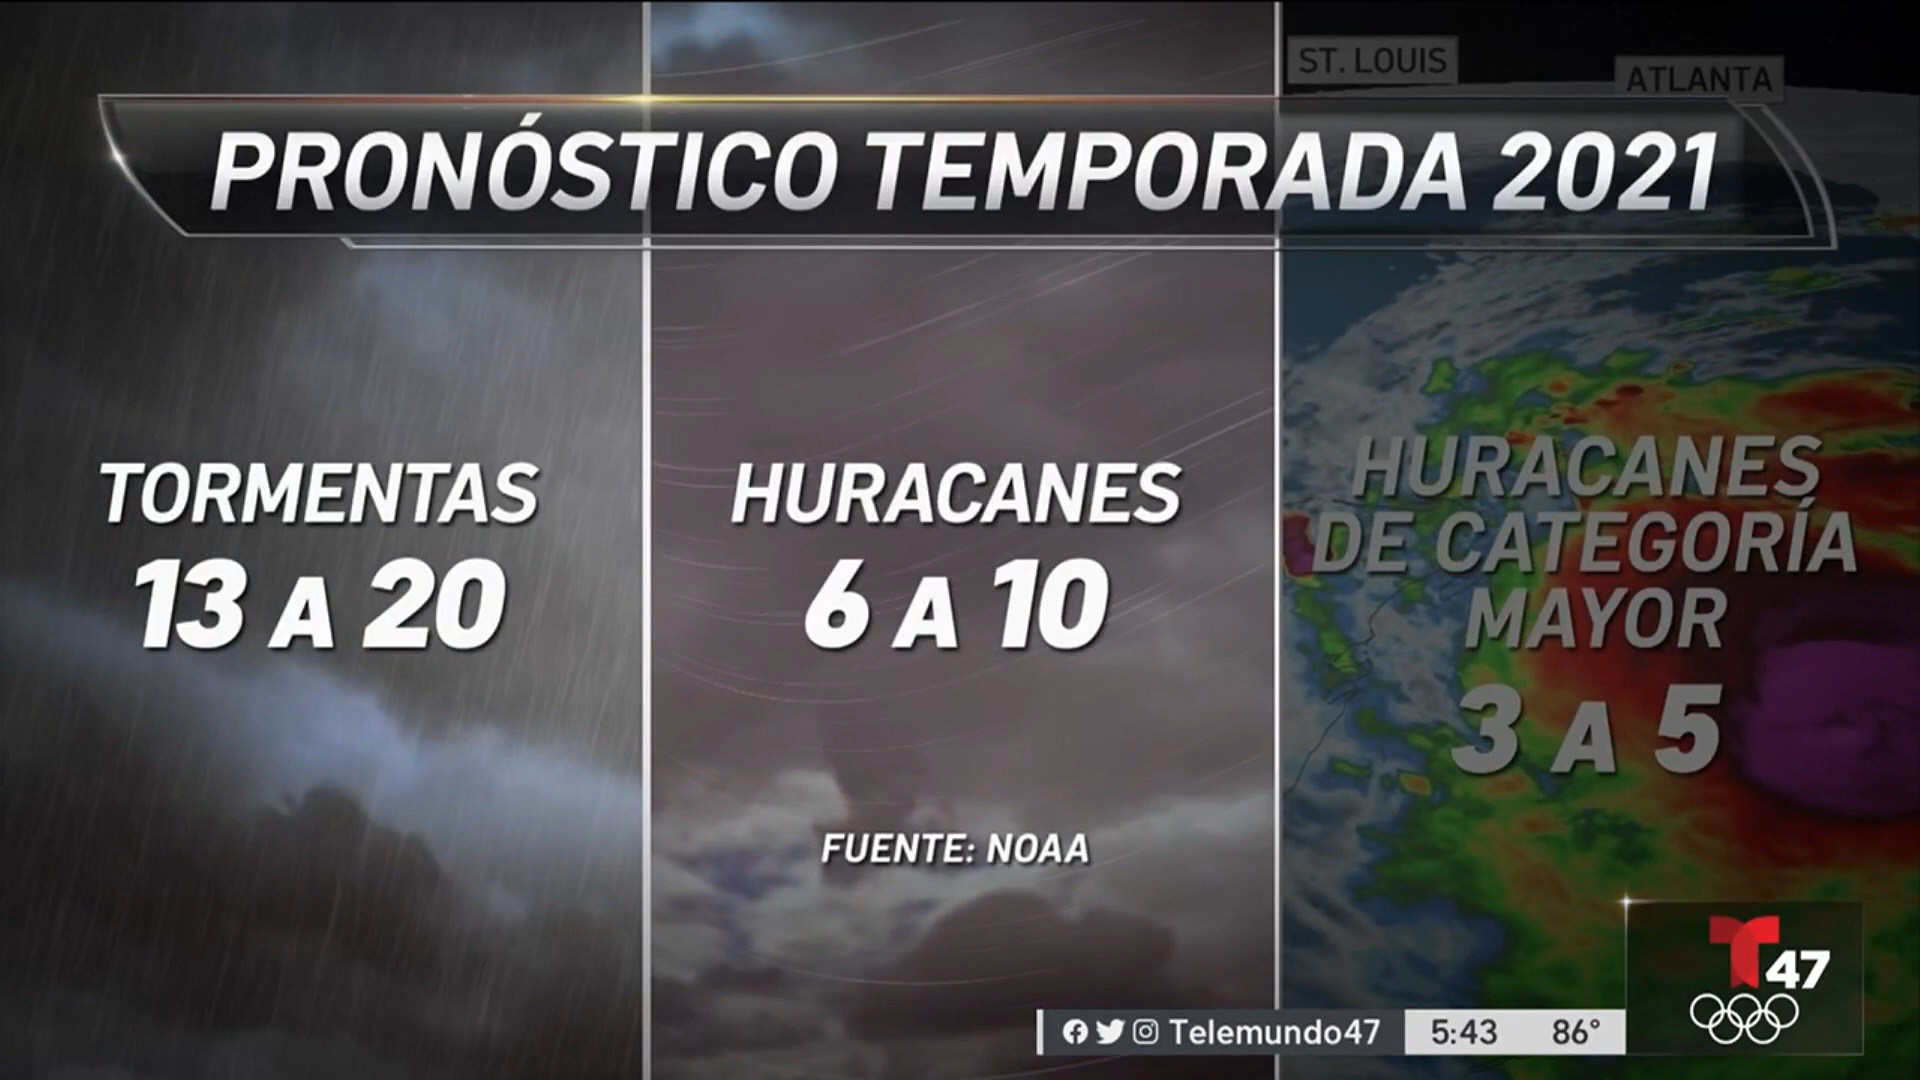 ST. LOUIS
ATLANTA
PRONÓSTICO TEMPORADA 2021
TORMENTAS
13 A 20
HURACANES
6 A 10
FUENTE: NOAA
HURACANES
DE CATEGORÍA
MAYOR
3 A 5
47
Telemundo47
5:43 86°